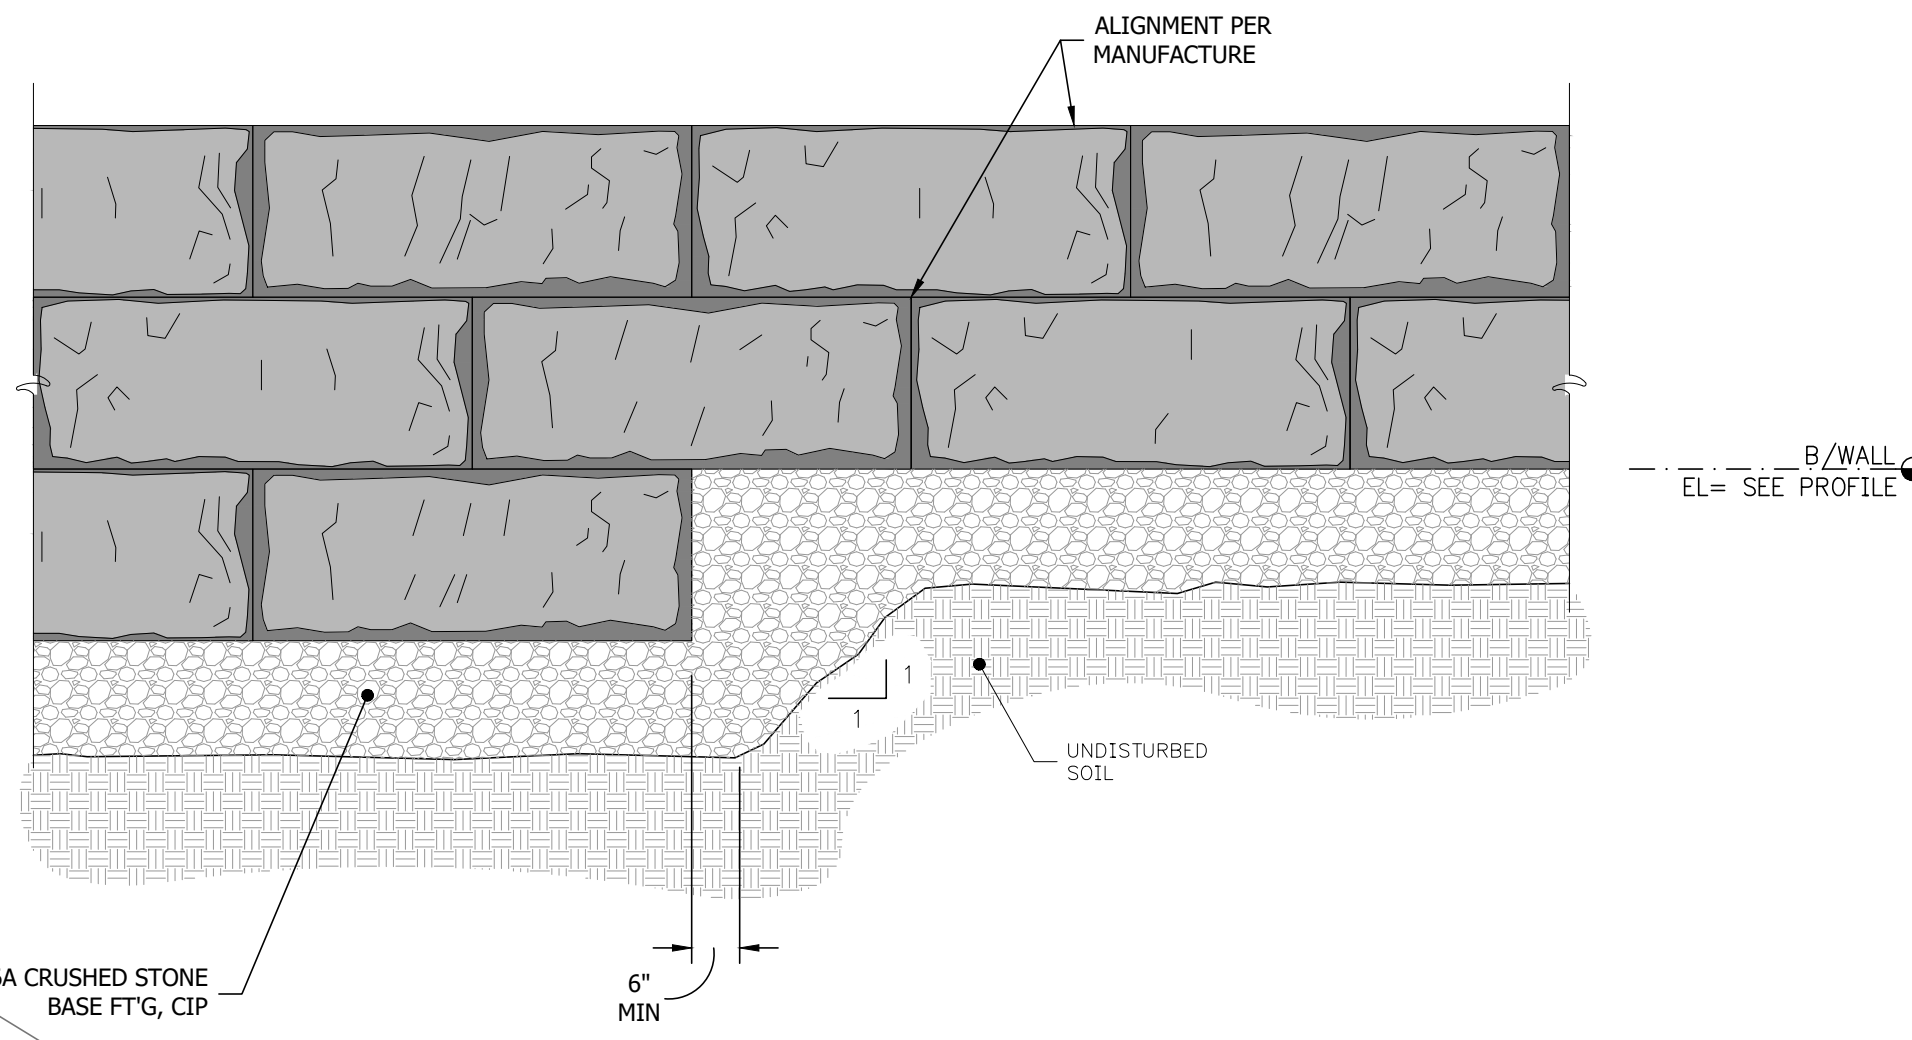 ALIGNMENT PER
MANUFACTURE
B/WALL
EL= SEE PROFILE
1
1
UNDISTURBED
SOIL
CRUSHED STONE
BASE FT'G, CIP
6"
MIN